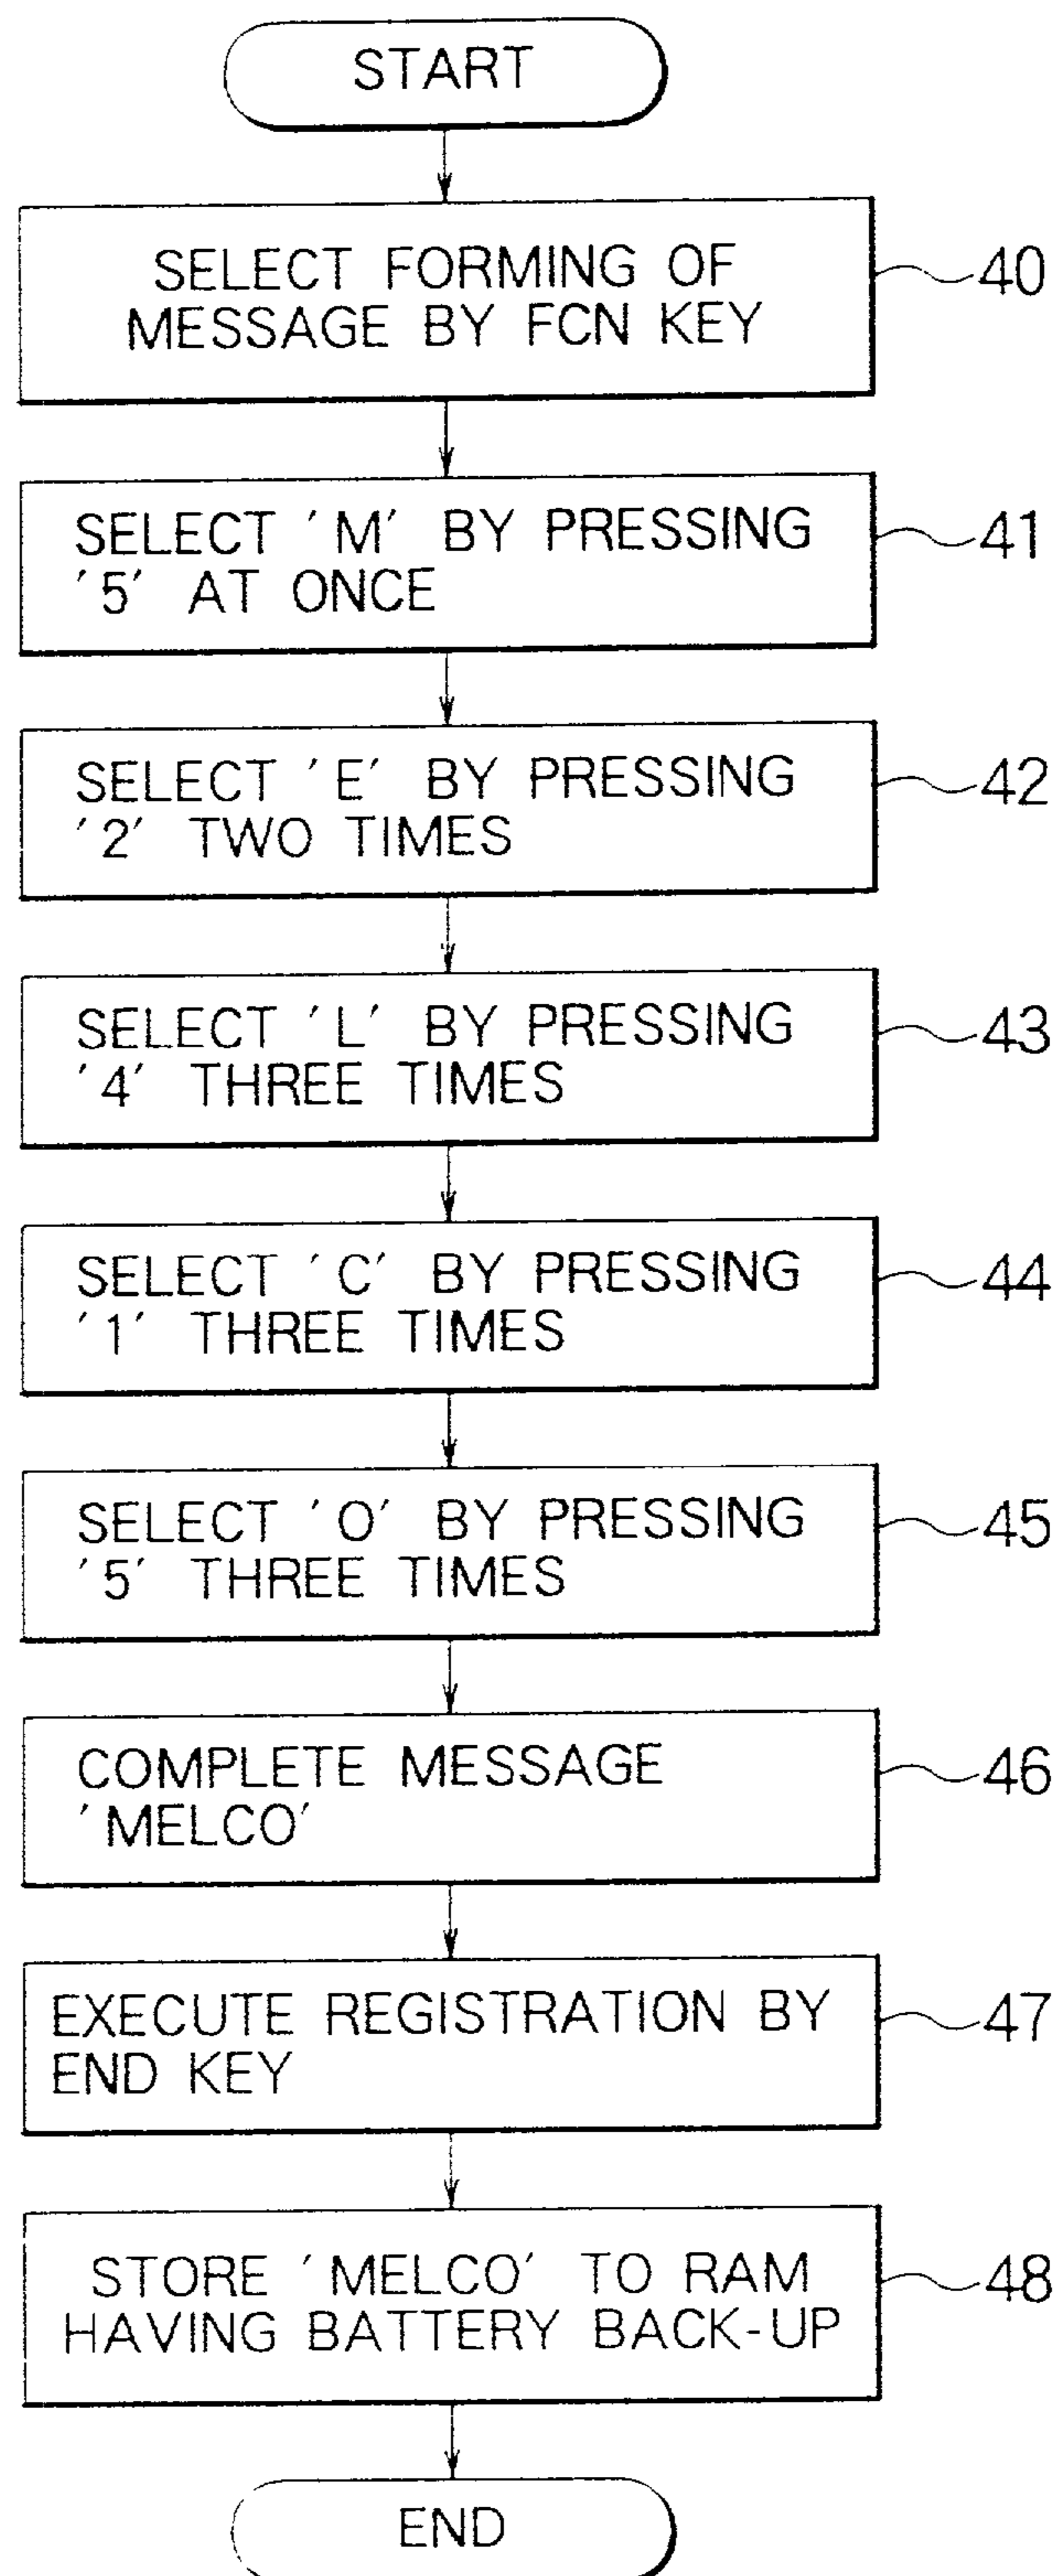 START
SELECT FORMING OF
MESSAGE BY FCN KEY
40
SELECT 'M' BY PRESSING
'5' AT ONCE
41
SELECT 'E' BY PRESSING
'2' TWO TIMES
42
SELECT 'L' BY PRESSING
'4' THREE TIMES
43
SELECT 'C' BY PRESSING
'1' THREE TIMES
44
SELECT 'O' BY PRESSING
'5' THREE TIMES
45
COMPLETE MESSAGE
'MELCO'
46
EXECUTE REGISTRATION BY
END KEY
47
STORE 'MELCO' TO RAM
HAVING BATTERY BACK-UP
48
END